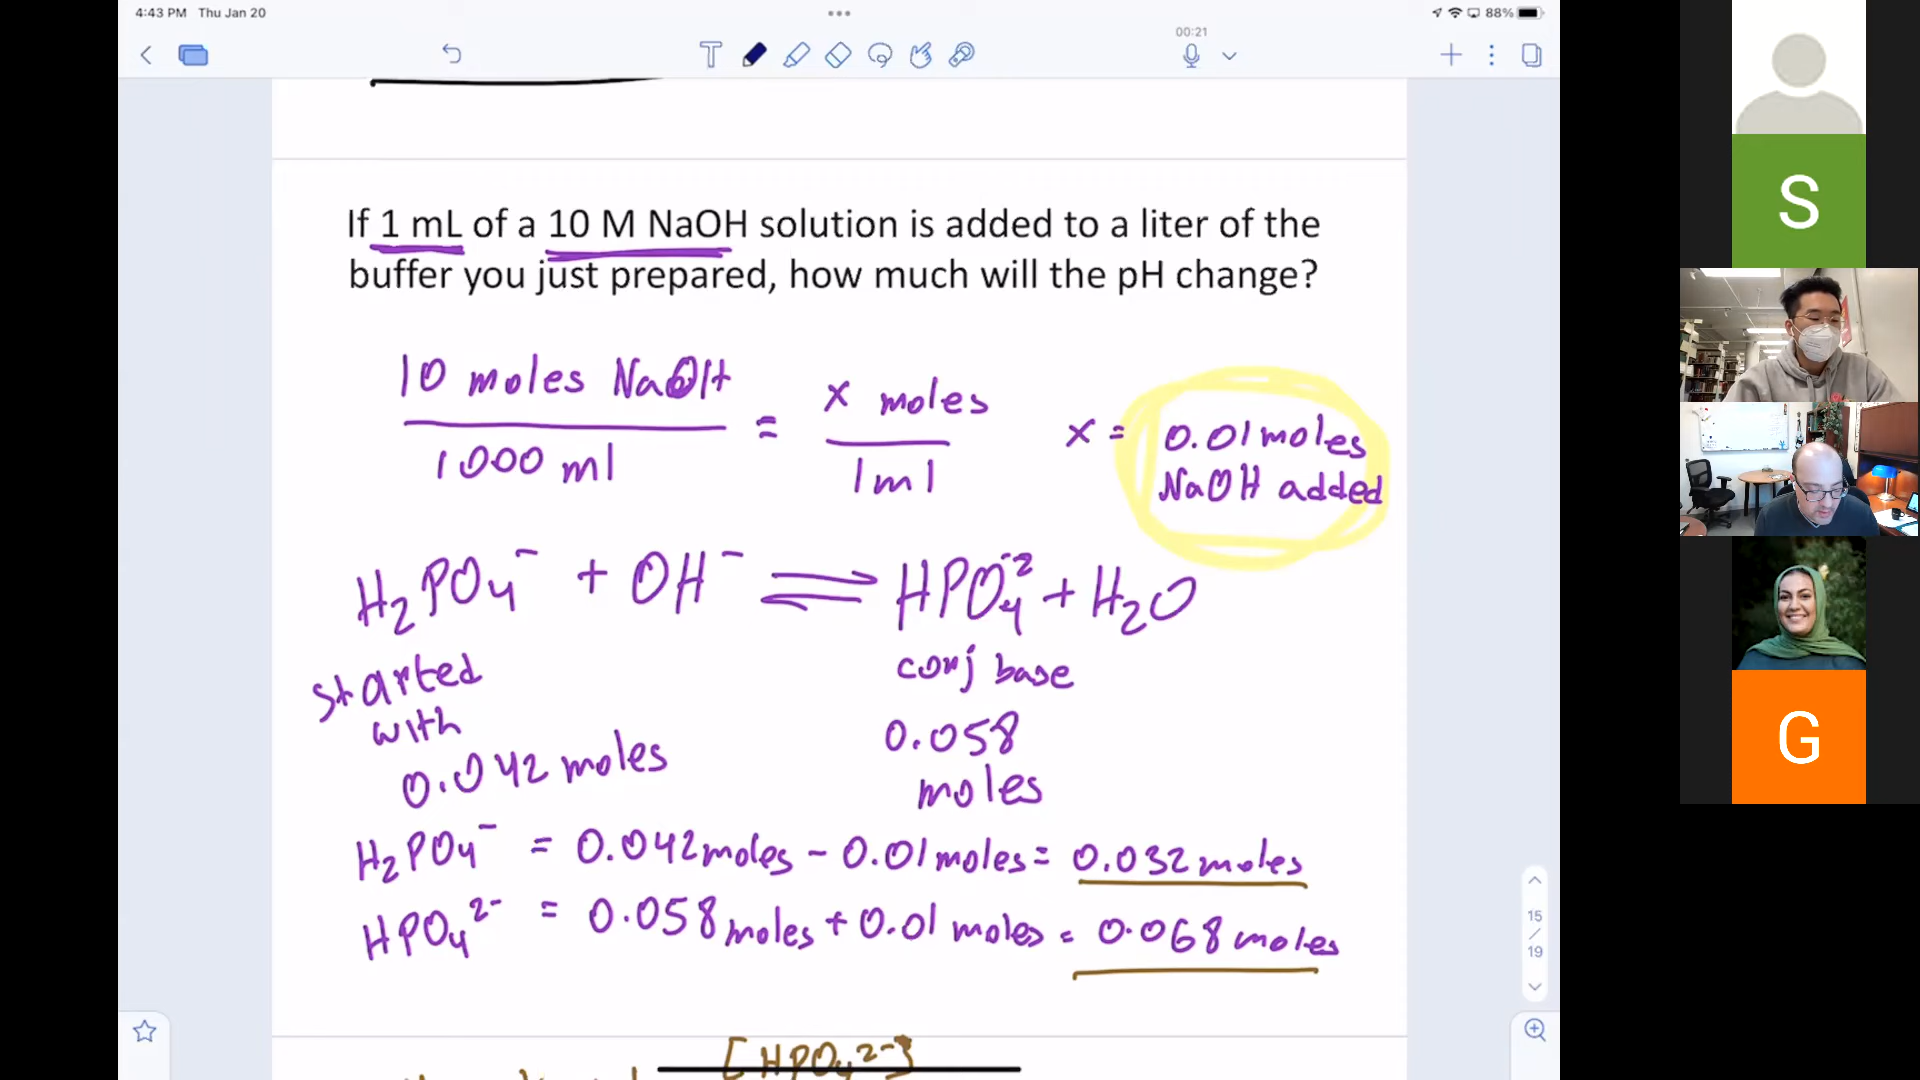 4:43 PM Thu Jan 20
88%
00:21
If 1 mL of a 10 M NaOH solution is added to a liter of the
buffer you just prepared, how much will the pH change?
10 moles NaOH / 1000 ml = x moles / 1 ml
x = 0.01 moles
NaOH added
H₂PO₄⁻ + OH⁻ ⇌ HPO₄⁻² + H₂O
started
with
0.042 moles
conj base
0.058
moles
H₂PO₄⁻ = 0.042 moles - 0.01 moles = 0.032 moles
HPO₄²⁻ = 0.058 moles + 0.01 moles = 0.068 moles
[HPO₄²⁻]
15
/
19
S
G